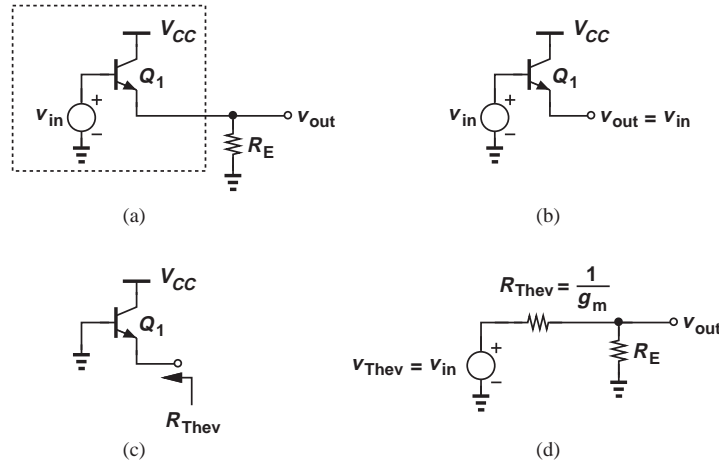 V_CC
Q_1
v_in
+
−
v_out
R_E
(a)
V_CC
Q_1
v_in
+
−
v_out = v_in
(b)
V_CC
Q_1
R_Thev
(c)
R_Thev = 1/g_m
v_Thev = v_in
+
−
v_out
R_E
(d)